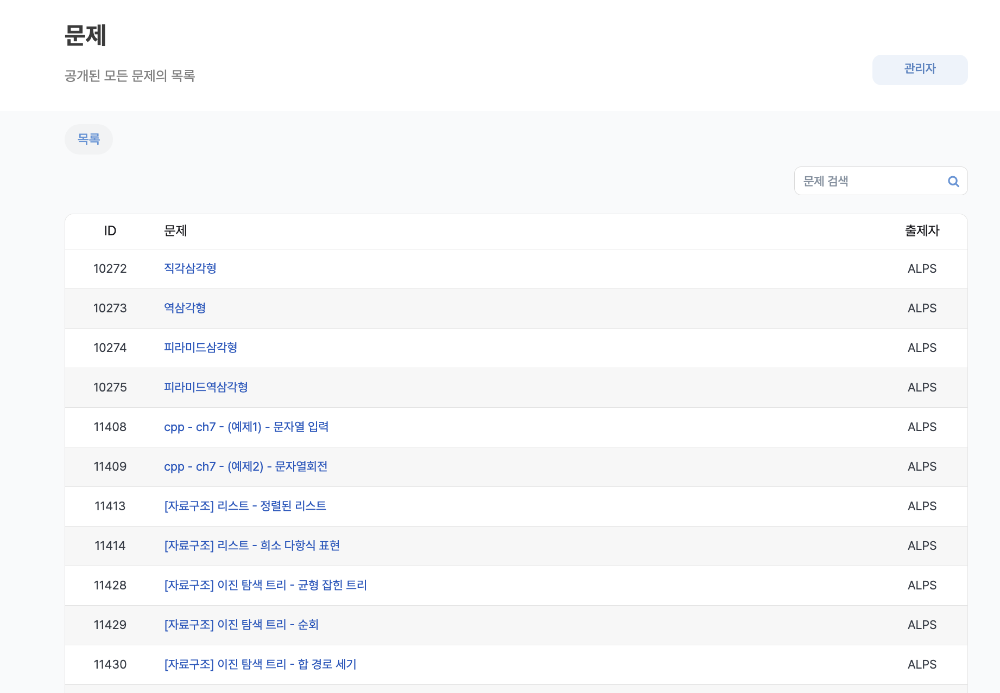 문제
공개된 모든 문제의 목록
관리자
목록
문제 검색
ID 문제 출제자
10272 직각삼각형 ALPS
10273 역삼각형 ALPS
10274 피라미드삼각형 ALPS
10275 피라미드역삼각형 ALPS
11408 cpp - ch7 - (예제1) - 문자열 입력 ALPS
11409 cpp - ch7 - (예제2) - 문자열회전 ALPS
11413 [자료구조] 리스트 - 정렬된 리스트 ALPS
11414 [자료구조] 리스트 - 희소 다항식 표현 ALPS
11428 [자료구조] 이진 탐색 트리 - 균형 잡힌 트리 ALPS
11429 [자료구조] 이진 탐색 트리 - 순회 ALPS
11430 [자료구조] 이진 탐색 트리 - 합 경로 세기 ALPS